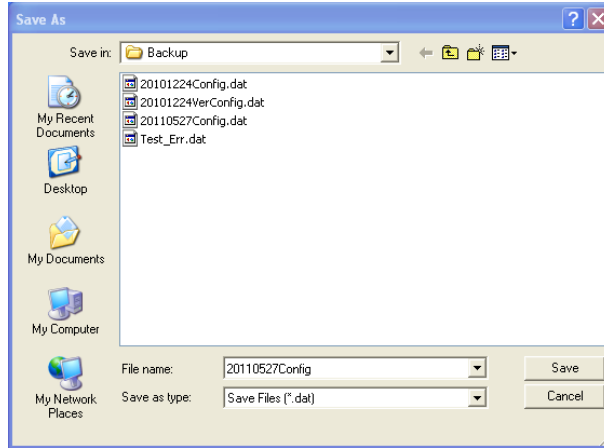 Save As
Save in:
Backup
My Recent
Documents
Desktop
My Documents
My Computer
My Network
Places
20101224Config.dat
20101224VerConfig.dat
20110527Config.dat
Test_Err.dat
File name:
20110527Config
Save
Save as type:
Save Files (*.dat)
Cancel